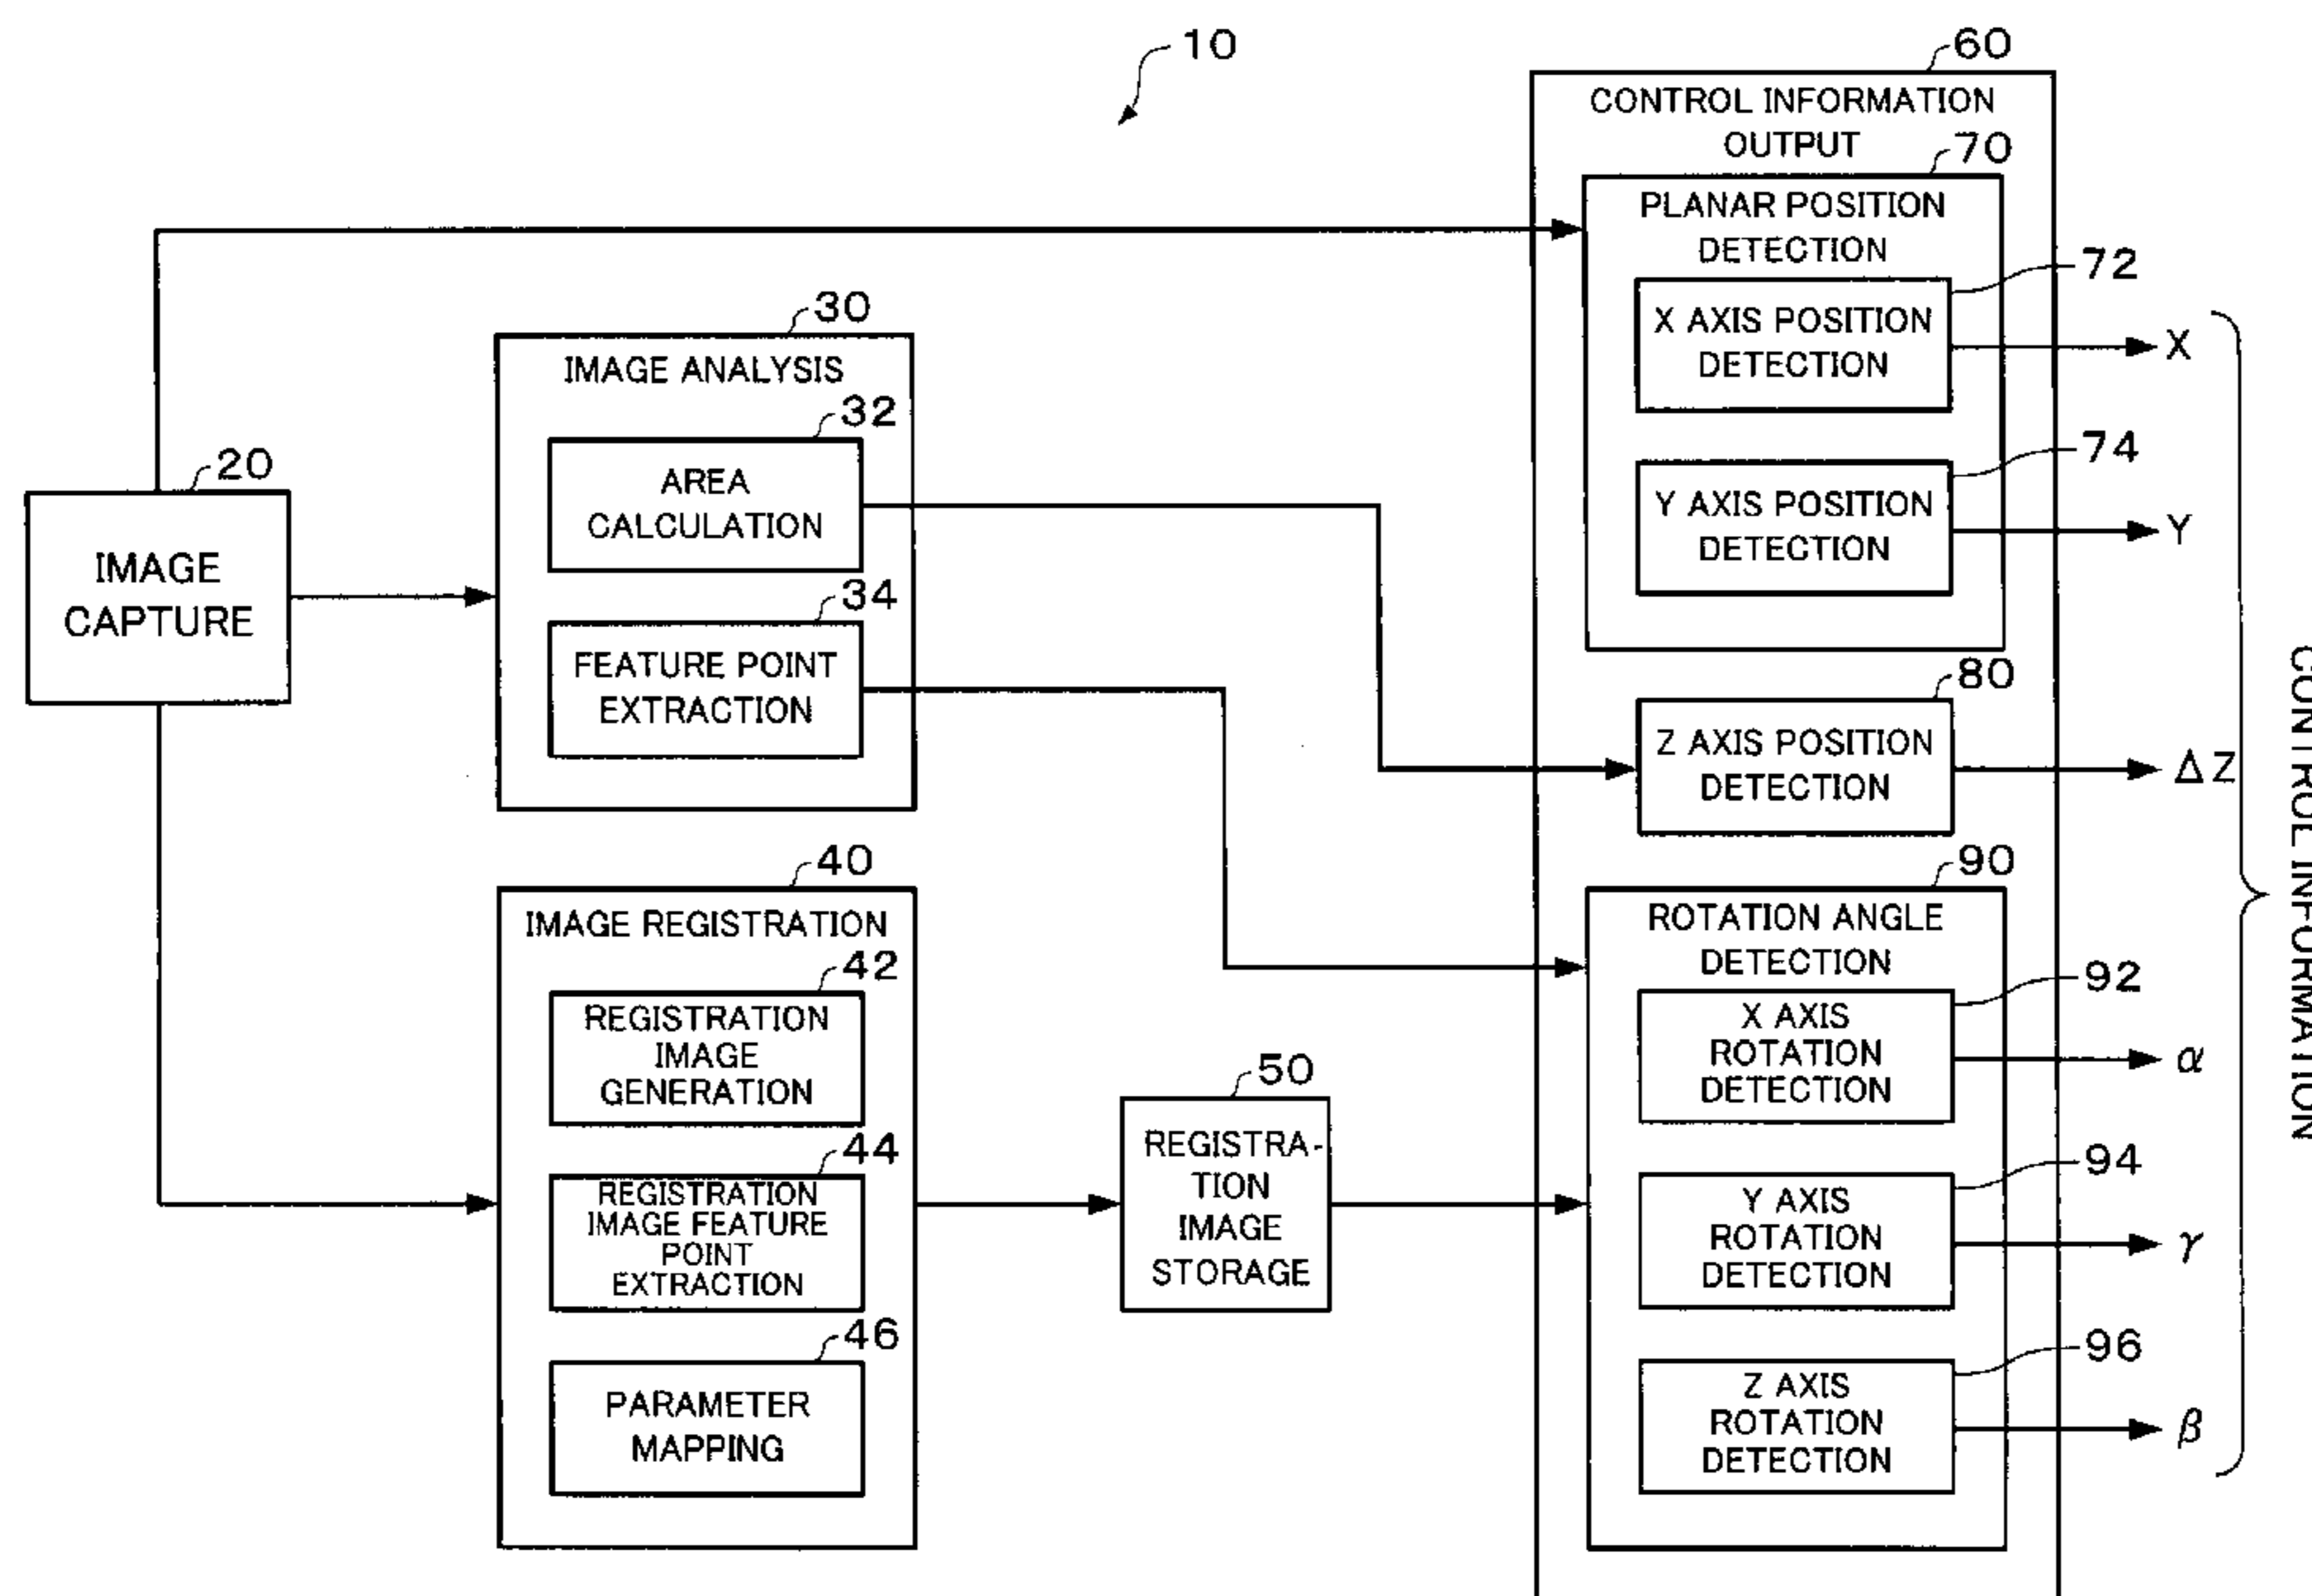 10
60
CONTROL INFORMATION
OUTPUT
70
PLANAR POSITION
DETECTION
72
X AXIS POSITION
DETECTION
X
74
Y AXIS POSITION
DETECTION
Y
30
IMAGE ANALYSIS
32
AREA
CALCULATION
34
FEATURE POINT
EXTRACTION
20
IMAGE
CAPTURE
80
Z AXIS POSITION
DETECTION
ΔZ
40
IMAGE REGISTRATION
42
REGISTRATION
IMAGE
GENERATION
44
REGISTRATION
IMAGE FEATURE
POINT
EXTRACTION
46
PARAMETER
MAPPING
50
REGISTRA-
TION
IMAGE
STORAGE
90
ROTATION ANGLE
DETECTION
92
X AXIS
ROTATION
DETECTION
α
94
Y AXIS
ROTATION
DETECTION
γ
96
Z AXIS
ROTATION
DETECTION
β
CONTROL INFORMATION